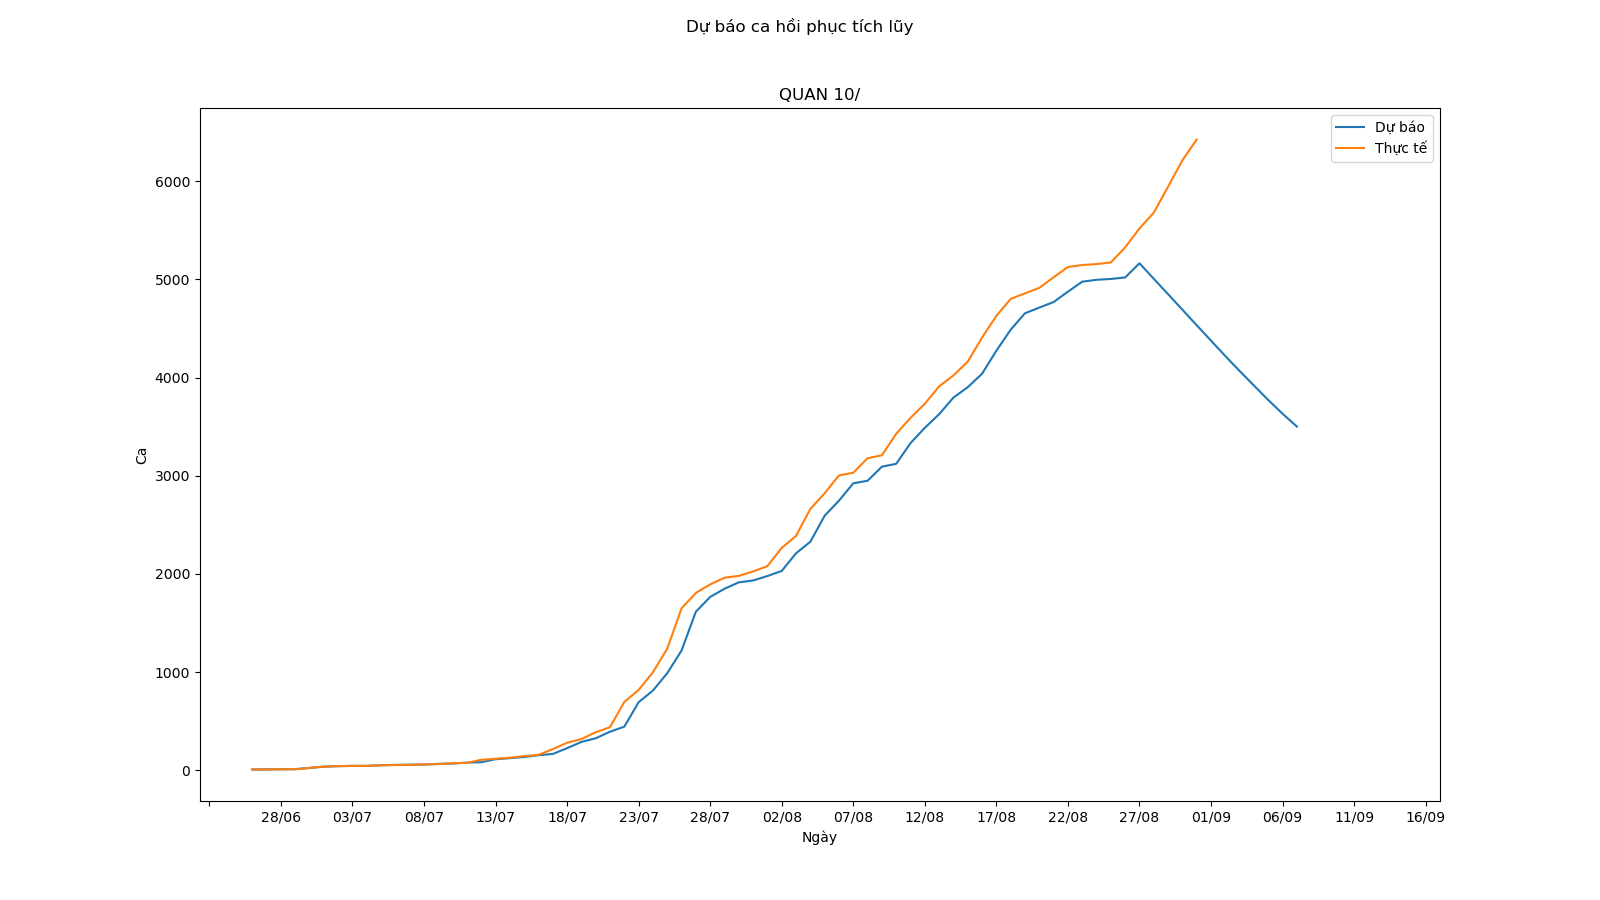 Dự báo ca hồi phục tích lũy
QUAN 10/
Dự báo
Thực tế
6000
5000
4000
3000
2000
1000
0
Ca
28/06 03/07 08/07 13/07 18/07 23/07 28/07 02/08 07/08 12/08 17/08 22/08 27/08 01/09 06/09 11/09 16/09
Ngày